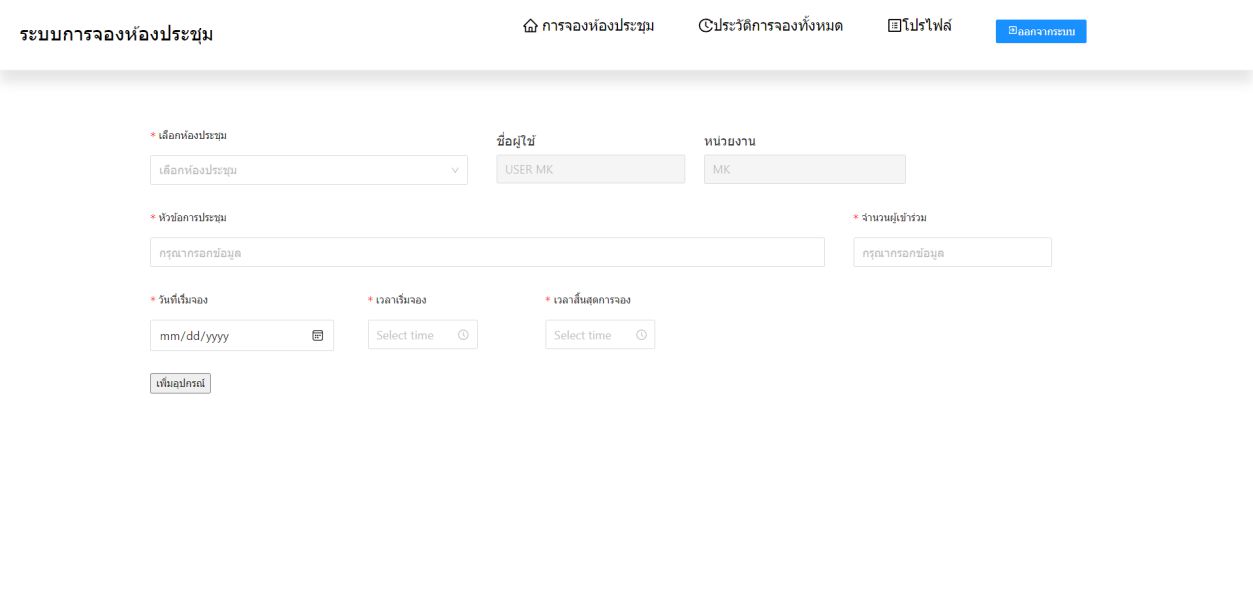 ระบบการจองห้องประชุม
การจองห้องประชุม
ประวัติการจองทั้งหมด
โปรไฟล์
ออกจากระบบ
* เลือกห้องประชุม
ชื่อผู้ใช้
หน่วยงาน
เลือกห้องประชุม
USER MK
MK
* หัวข้อการประชุม
* จำนวนผู้เข้าร่วม
กรุณากรอกข้อมูล
กรุณากรอกข้อมูล
* วันที่เริ่มจอง
* เวลาเริ่มจอง
* เวลาสิ้นสุดการจอง
mm/dd/yyyy
Select time
Select time
เพิ่มอุปกรณ์